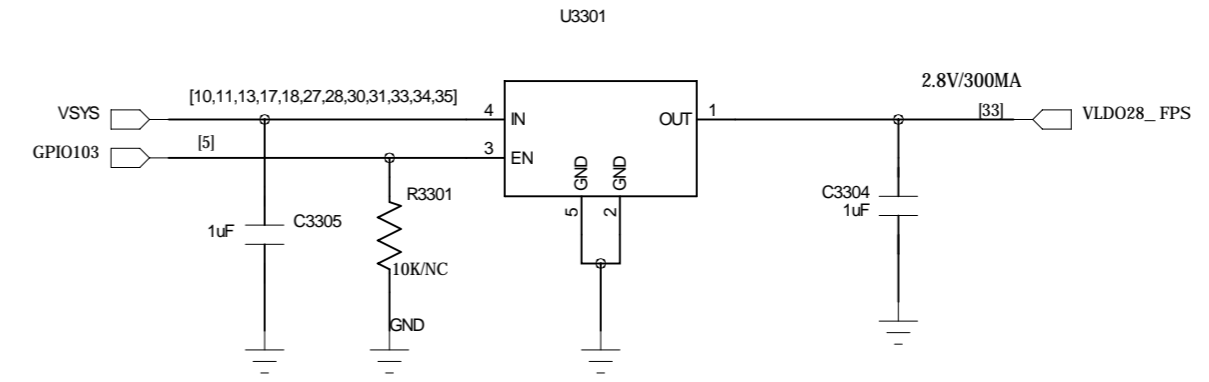 U3301
2.8V/300MA
[10,11,13,17,18,27,28,30,31,33,34,35]
VSYS
4
IN
OUT
1
[33]
VLDO28_ FPS
GPIO103
[5]
3
EN
GND
GND
5
2
R3301
10K/NC
GND
C3305
1uF
C3304
1uF